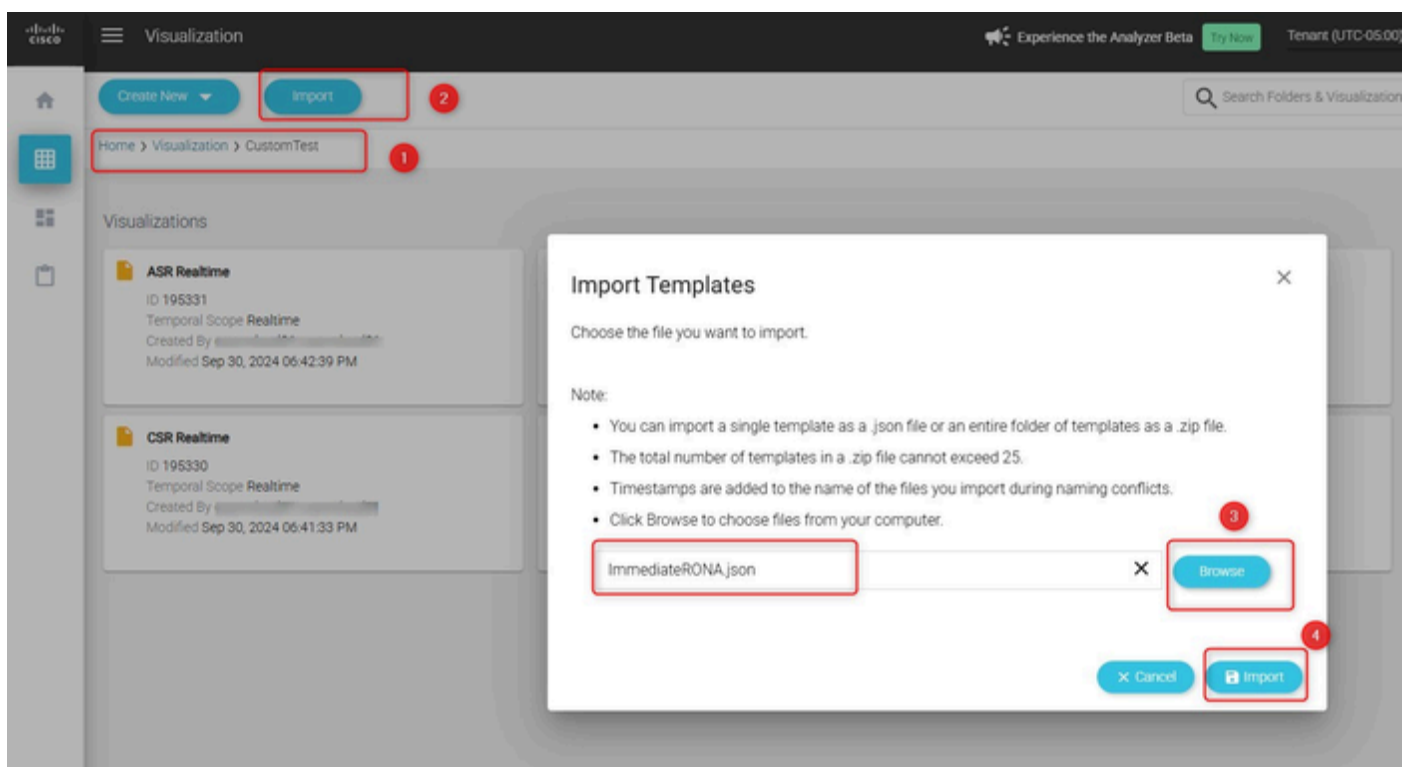 cisco
Visualization
Experience the Analyzer Beta
Try Now
Tenant (UTC-05:00)
Create New
Import
2
Search Folders & Visualization
Home > Visualization > CustomTest
1
Visualizations
ASR Realtime
ID 195331
Temporal Scope Realtime
Created By
Modified Sep 30, 2024 06:42:39 PM
CSR Realtime
ID 195330
Temporal Scope Realtime
Created By
Modified Sep 30, 2024 06:41:33 PM
Import Templates
Choose the file you want to import.
Note:
• You can import a single template as a .json file or an entire folder of templates as a .zip file.
• The total number of templates in a .zip file cannot exceed 25.
• Timestamps are added to the name of the files you import during naming conflicts.
• Click Browse to choose files from your computer.
3
ImmediateRONA.json
Browse
4
Cancel
Import